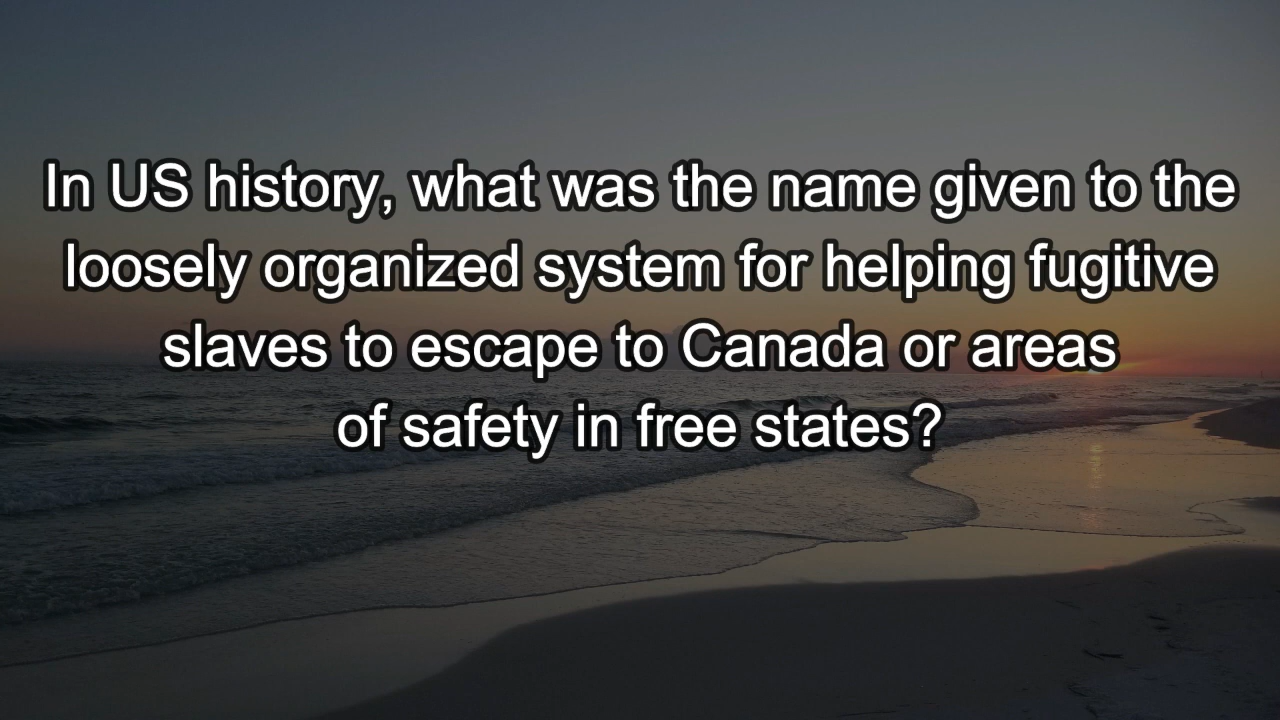 In US history, what was the name given to the
loosely organized system for helping fugitive
slaves to escape to Canada or areas
of safety in free states?